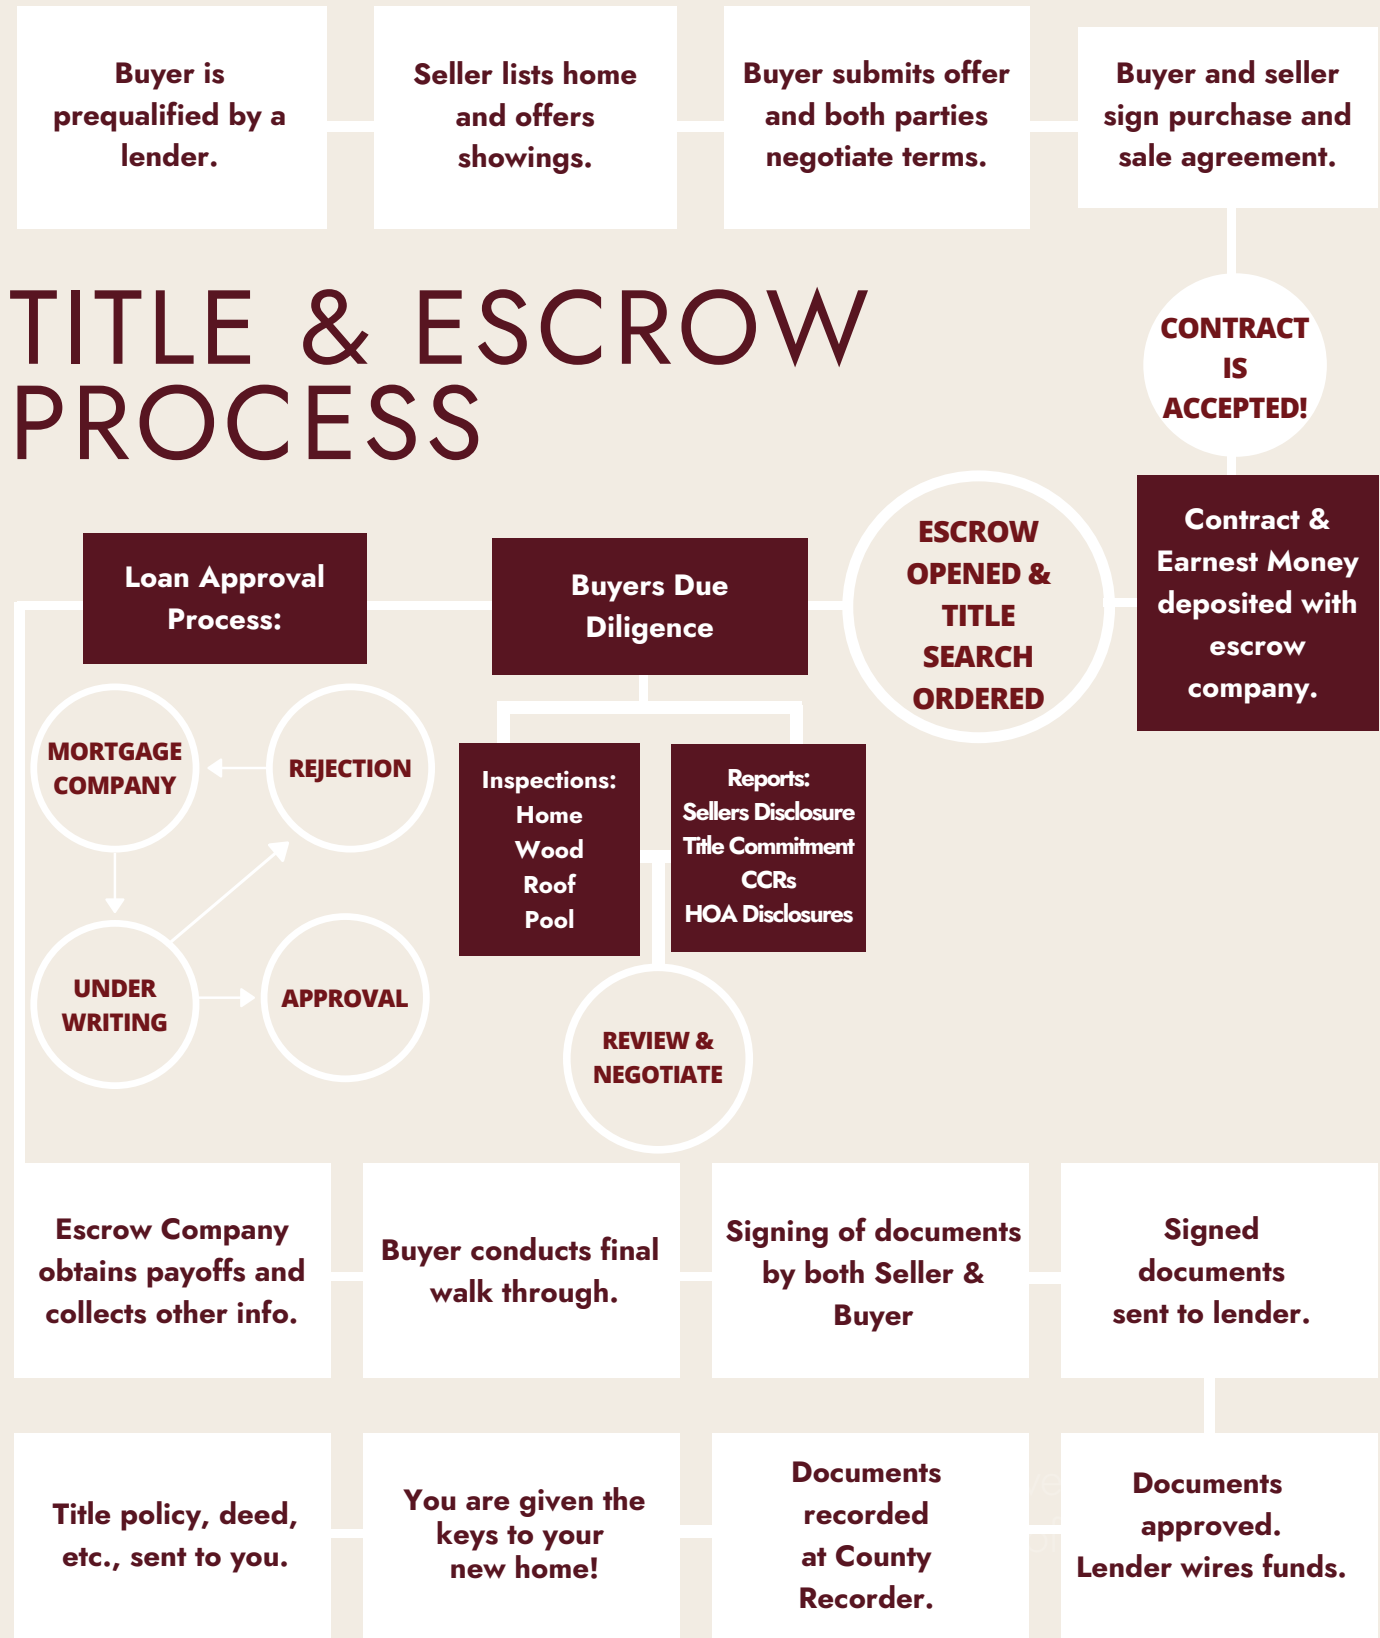 Buyer is
prequalified by a
lender.
Seller lists home
and offers
showings.
Buyer submits offer
and both parties
negotiate terms.
Buyer and seller
sign purchase and
sale agreement.
TITLE & ESCROW
PROCESS
CONTRACT
IS
ACCEPTED!
Contract &
Earnest Money
deposited with
escrow
company.
ESCROW
OPENED &
TITLE
SEARCH
ORDERED
Buyers Due
Diligence
Inspections:
Home
Wood
Roof
Pool
Reports:
Sellers Disclosure
Title Commitment
CCRs
HOA Disclosures
REVIEW &
NEGOTIATE
Loan Approval
Process:
MORTGAGE
COMPANY
REJECTION
UNDER
WRITING
APPROVAL
Escrow Company
obtains payoffs and
collects other info.
Buyer conducts final
walk through.
Signing of documents
by both Seller &
Buyer
Signed
documents
sent to lender.
Documents
approved.
Lender wires funds.
Documents
recorded
at County
Recorder.
You are given the
keys to your
new home!
Title policy, deed,
etc., sent to you.